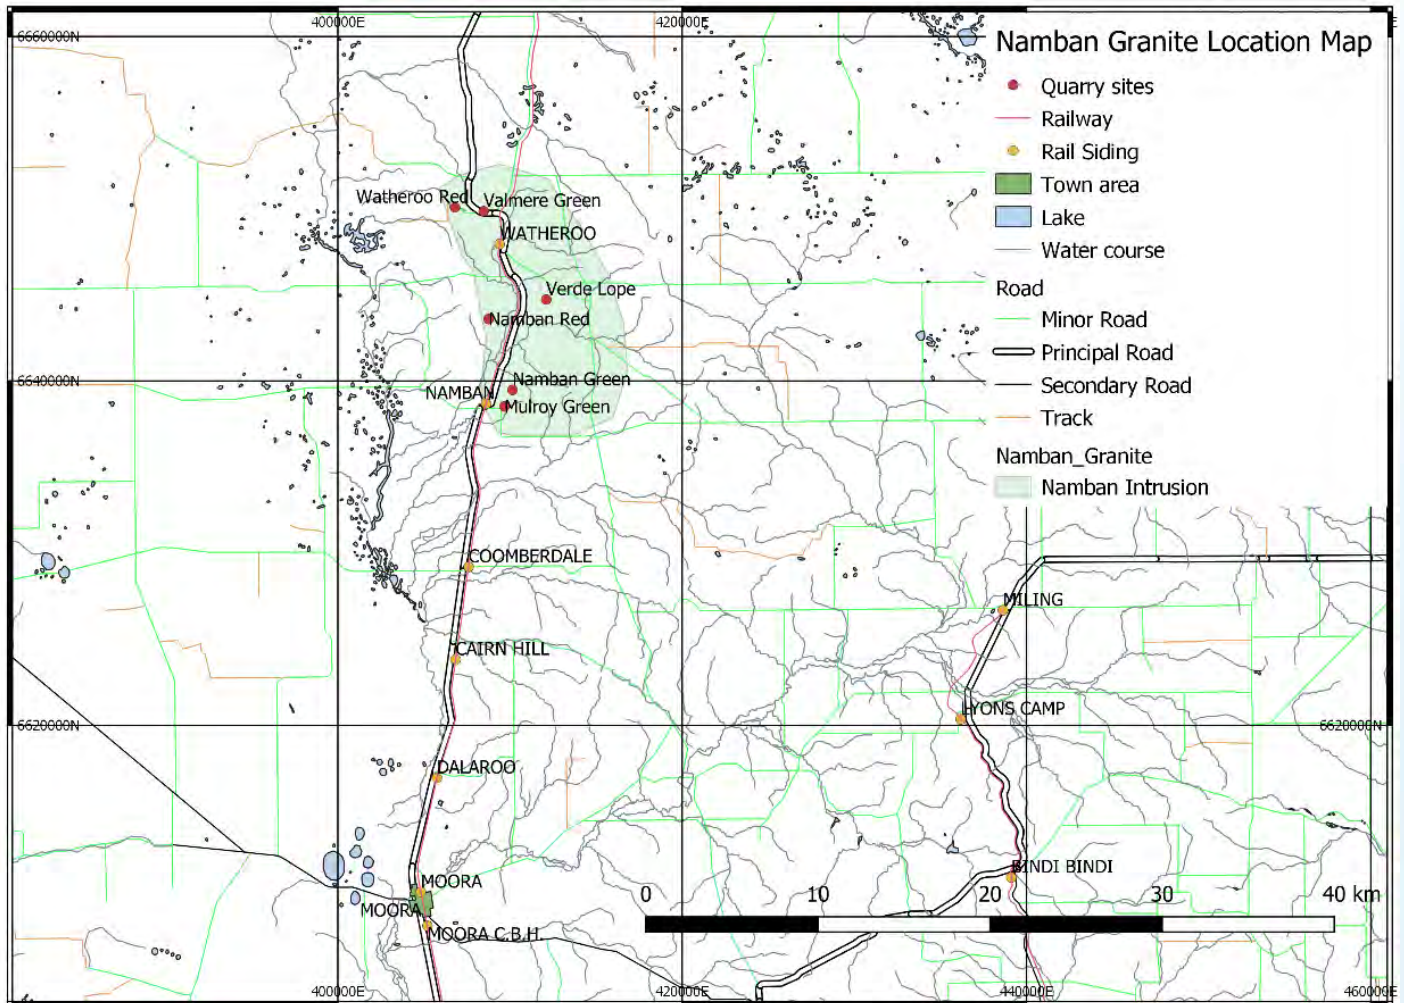 400000E
420000E
E
6660000N
Namban Granite Location Map
Quarry sites
Railway
Rail Siding
Town area
Lake
Water course
Road
Minor Road
Principal Road
Secondary Road
Track
Namban_Granite
Namban Intrusion
Watheroo Red
Valmere Green
WATHEROO
Verde Lope
Namban Red
6640000N
Namban Green
NAMBAN
Mulroy Green
COOMBERDALE
MILING
CAIRN HILL
LYONS CAMP
6620000N
6620000N
DALAROO
BINDI BINDI
MOORA
0 10 20 30 40 km
MOORA
MOORA C.B.H.
400000E
420000E
440000E
460000E